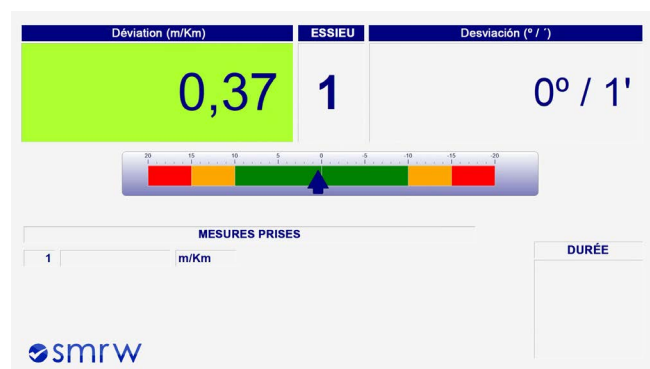 Déviation (m/Km) ESSIEU Desviación (º / ´)
0,37 1 0º / 1'
20 15 10 5 0 -5 -10 -15 -20
MESURES PRISES
DURÉE
1 m/Km
smrw